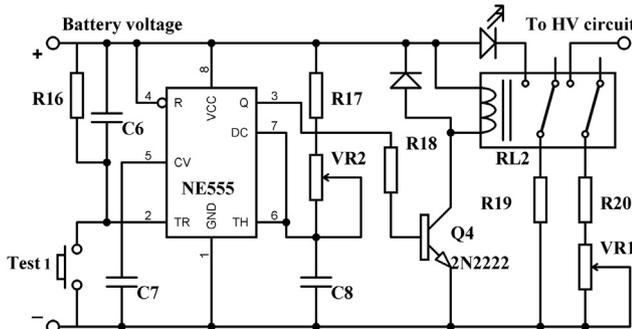 Battery voltage
To HV circuit
+
R16
C6
4
R
8
VCC
Q
3
R17
DC
7
R18
RL2
5
CV
NE555
VR2
TR
2
GND
TH
6
R19
R20
Q4
2N2222
VR1
Test 1
1
C7
C8
−